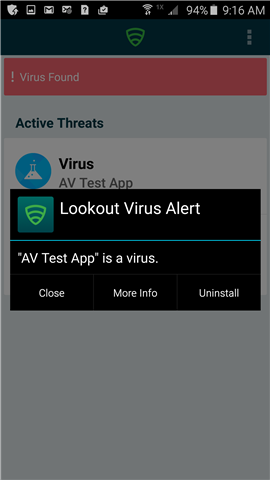 1X 94% 9:16 AM
! Virus Found
Active Threats
Virus
AV Test App
Lookout Virus Alert
"AV Test App" is a virus.
Close More Info Uninstall